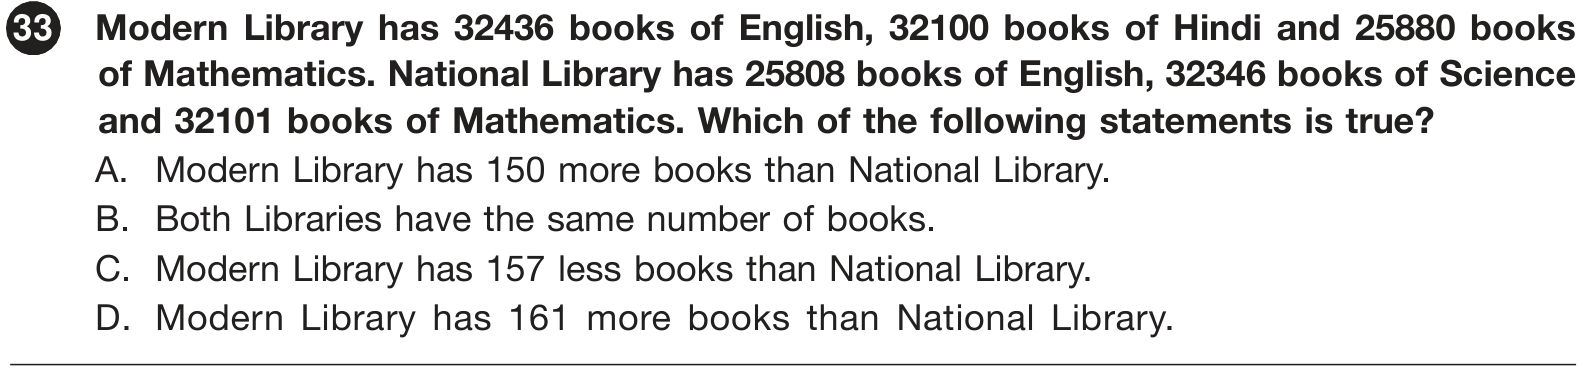 33 Modern Library has 32436 books of English, 32100 books of Hindi and 25880 books
of Mathematics. National Library has 25808 books of English, 32346 books of Science
and 32101 books of Mathematics. Which of the following statements is true?
A. Modern Library has 150 more books than National Library.
B. Both Libraries have the same number of books.
C. Modern Library has 157 less books than National Library.
D. Modern Library has 161 more books than National Library.